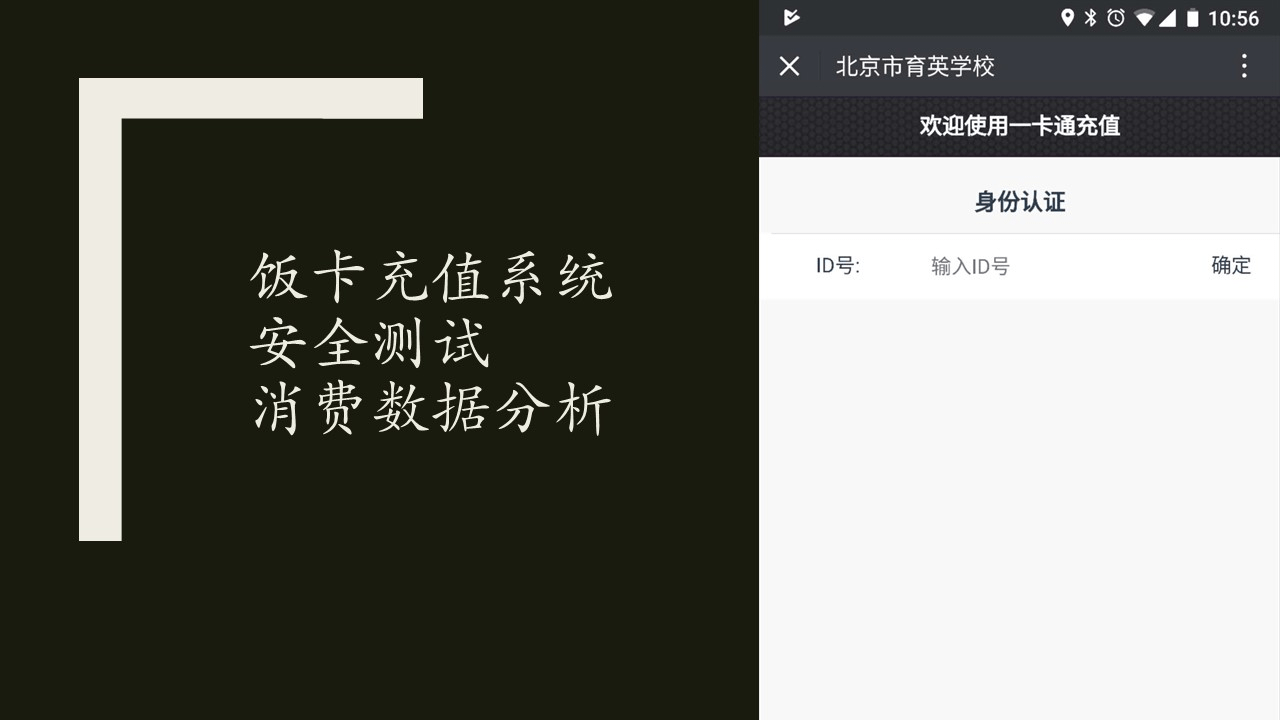 饭卡充值系统
安全测试
消费数据分析
10:56
北京市育英学校
欢迎使用一卡通充值
身份认证
ID号: 输入ID号 确定